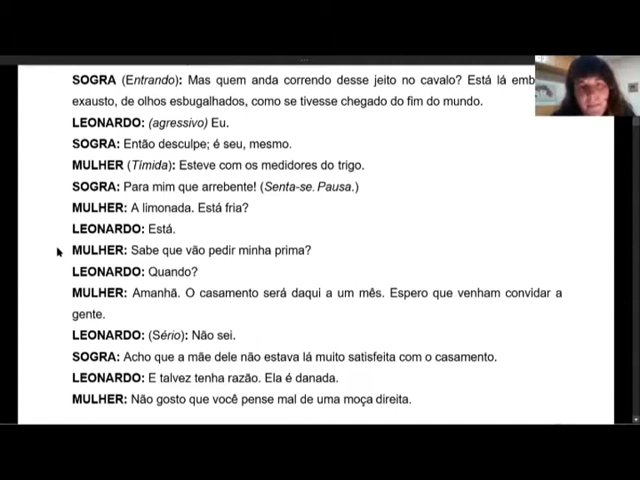 SOGRA (Entrando): Mas quem anda correndo desse jeito no cavalo? Está lá emb
exausto, de olhos esbugalhados, como se tivesse chegado do fim do mundo.
LEONARDO: (agressivo) Eu.
SOGRA: Então desculpe; é seu, mesmo.
MULHER (Tímida): Esteve com os medidores do trigo.
SOGRA: Para mim que arrebente! (Senta-se. Pausa.)
MULHER: A limonada. Está fria?
LEONARDO: Está.
MULHER: Sabe que vão pedir minha prima?
LEONARDO: Quando?
MULHER: Amanhã. O casamento será daqui a um mês. Espero que venham convidar a
gente.
LEONARDO: (Sério): Não sei.
SOGRA: Acho que a mãe dele não estava lá muito satisfeita com o casamento.
LEONARDO: E talvez tenha razão. Ela é danada.
MULHER: Não gosto que você pense mal de uma moça direita.